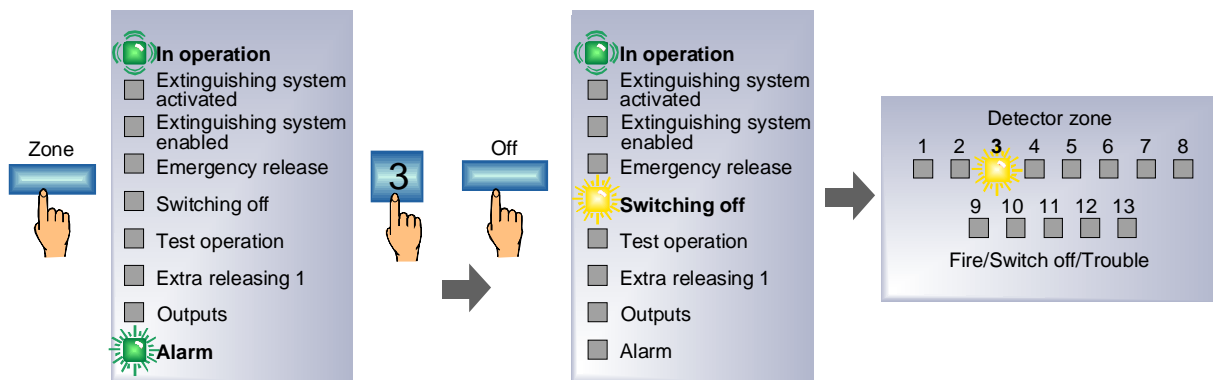 Zone
In operation
Extinguishing system
activated
Extinguishing system
enabled
Emergency release
Switching off
Test operation
Extra releasing 1
Outputs
Alarm
3
Off
In operation
Extinguishing system
activated
Extinguishing system
enabled
Emergency release
Switching off
Test operation
Extra releasing 1
Outputs
Alarm
Detector zone
1 2 3 4 5 6 7 8
9 10 11 12 13
Fire/Switch off/Trouble